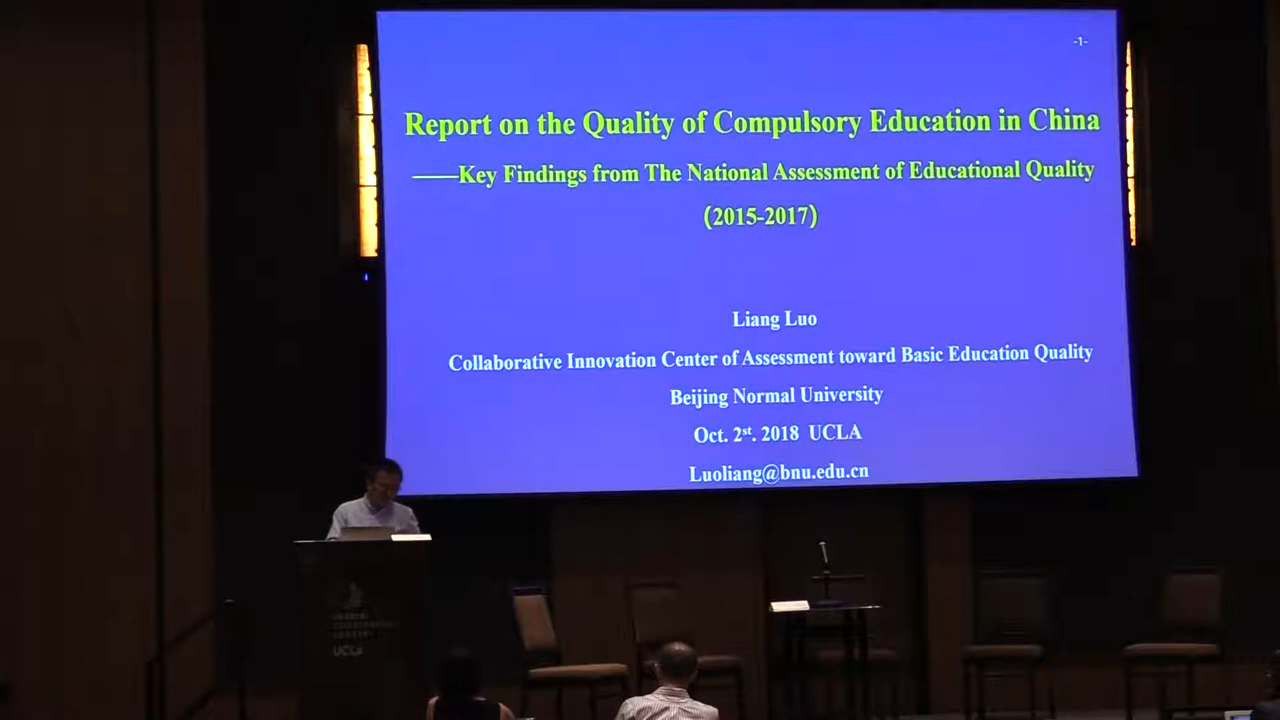 -1-
Report on the Quality of Compulsory Education in China
——Key Findings from The National Assessment of Educational Quality
(2015-2017)
Liang Luo
Collaborative Innovation Center of Assessment toward Basic Education Quality
Beijing Normal University
Oct. 2st. 2018 UCLA
Luoliang@bnu.edu.cn
UCLA